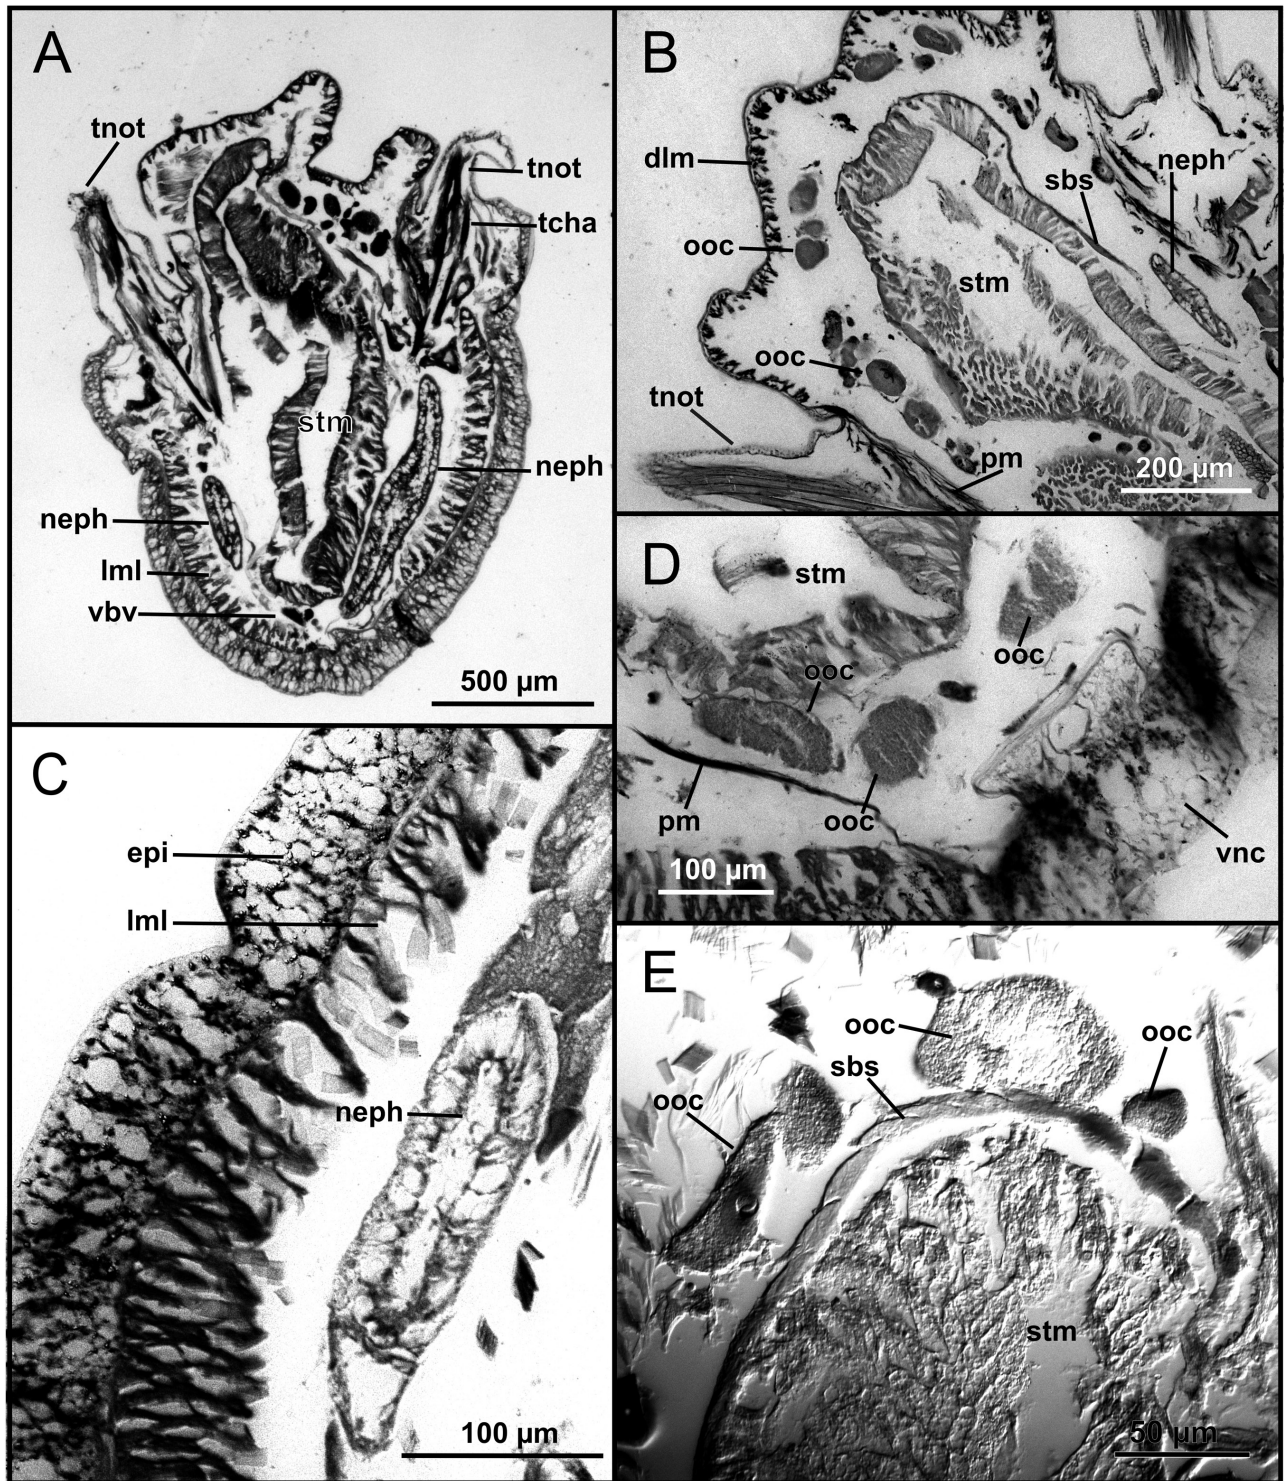 A
tnot
tnot
tcha
stm
neph
neph
lml
vbv
500 µm
B
dlm
neph
sbs
ooc
stm
ooc
tnot
pm
200 µm
C
epi
lml
neph
100 µm
D
stm
ooc
ooc
pm
ooc
vnc
100 µm
E
ooc
ooc
sbs
ooc
stm
50 µm